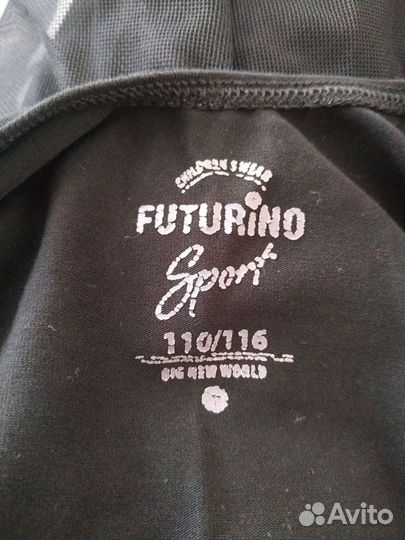 CHILDREN'S WEAR
FUTURINO
Sport
110/116
BIG NEW WORLD
Avito